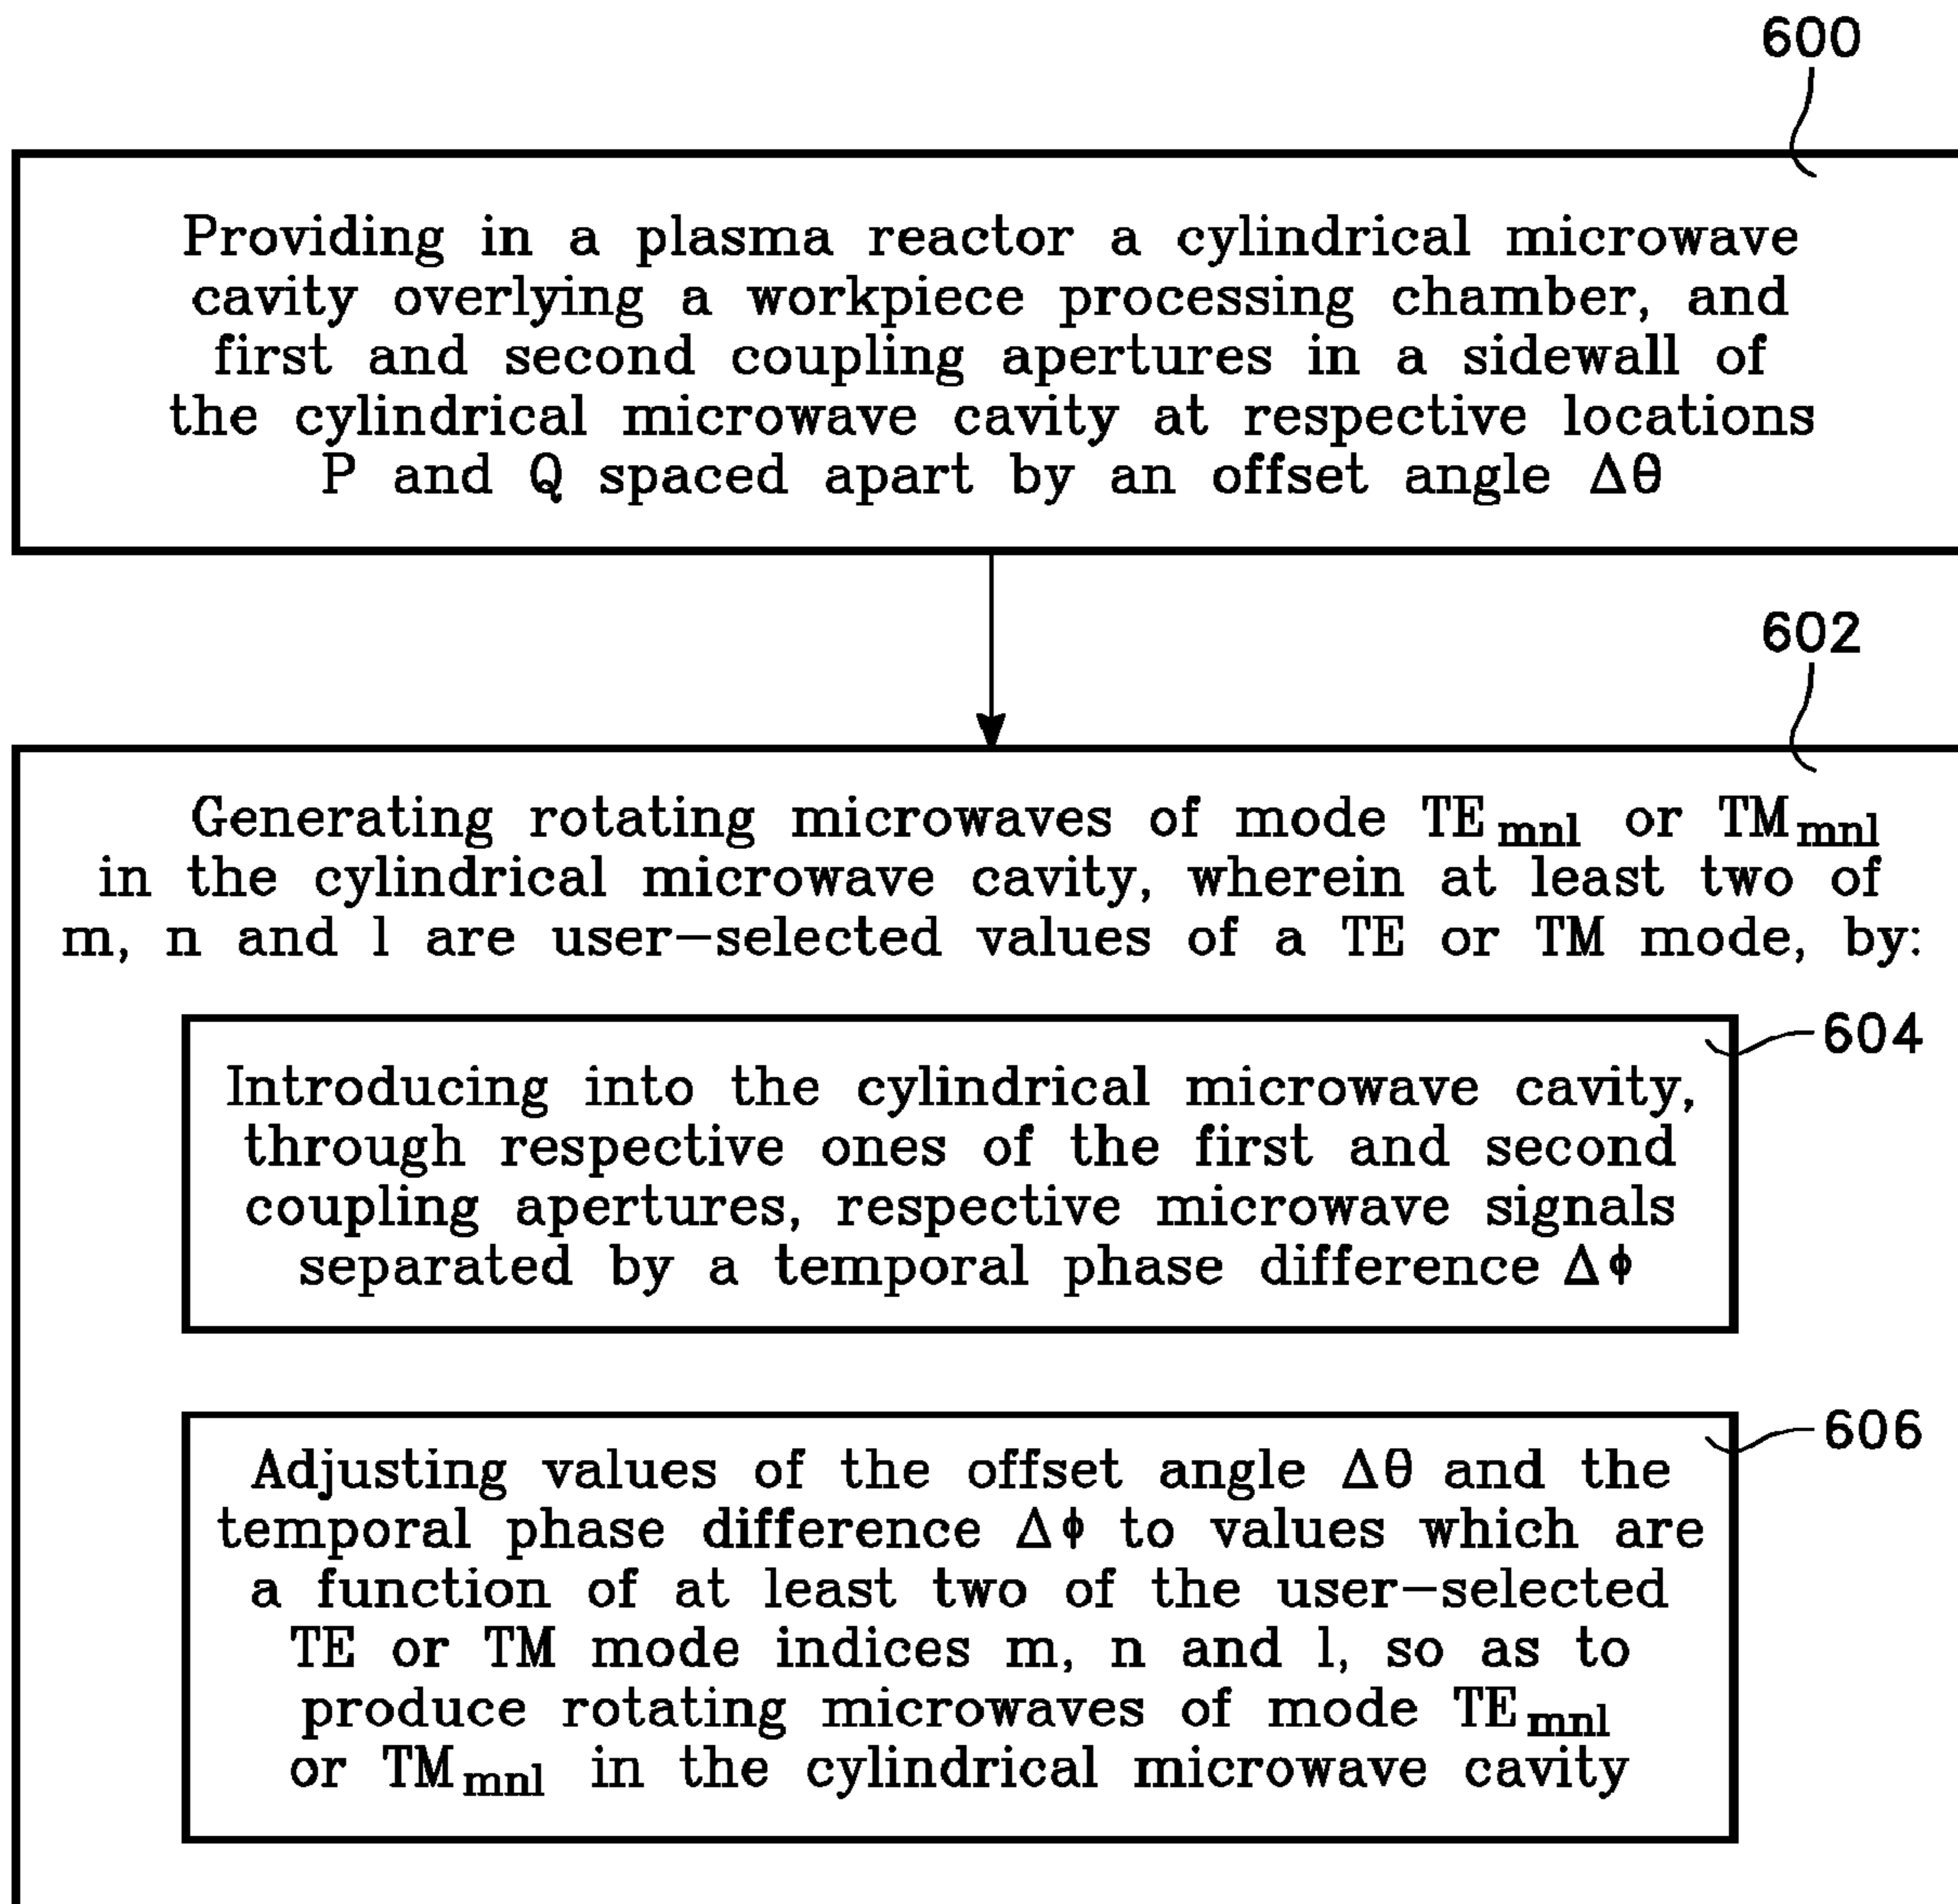 600
Providing in a plasma reactor a cylindrical microwave
cavity overlying a workpiece processing chamber, and
first and second coupling apertures in a sidewall of
the cylindrical microwave cavity at respective locations
P and Q spaced apart by an offset angle Δθ
602
Generating rotating microwaves of mode TEmnl or TMmnl
in the cylindrical microwave cavity, wherein at least two of
m, n and l are user-selected values of a TE or TM mode, by:
604
Introducing into the cylindrical microwave cavity,
through respective ones of the first and second
coupling apertures, respective microwave signals
separated by a temporal phase difference Δϕ
606
Adjusting values of the offset angle Δθ and the
temporal phase difference Δϕ to values which are
a function of at least two of the user-selected
TE or TM mode indices m, n and l, so as to
produce rotating microwaves of mode TEmnl
or TMmnl in the cylindrical microwave cavity